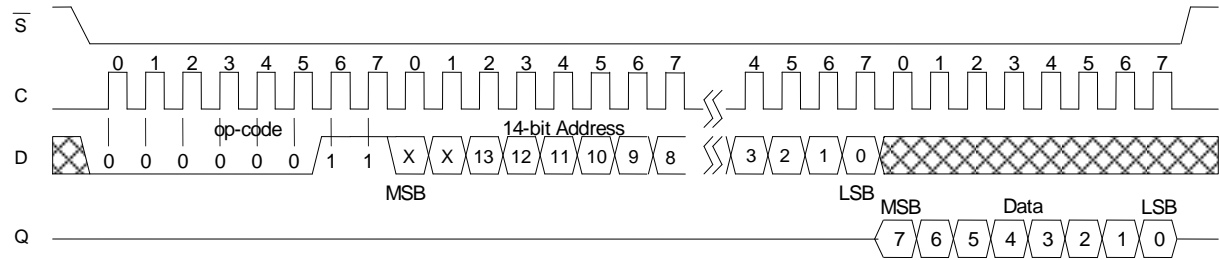 S
0 1 2 3 4 5 6 7 0 1 2 3 4 5 6 7 4 5 6 7 0 1 2 3 4 5 6 7
C
op-code 14-bit Address
D 0 0 0 0 0 0 1 1 X X 13 12 11 10 9 8 3 2 1 0
MSB LSB MSB Data LSB
Q 7 6 5 4 3 2 1 0